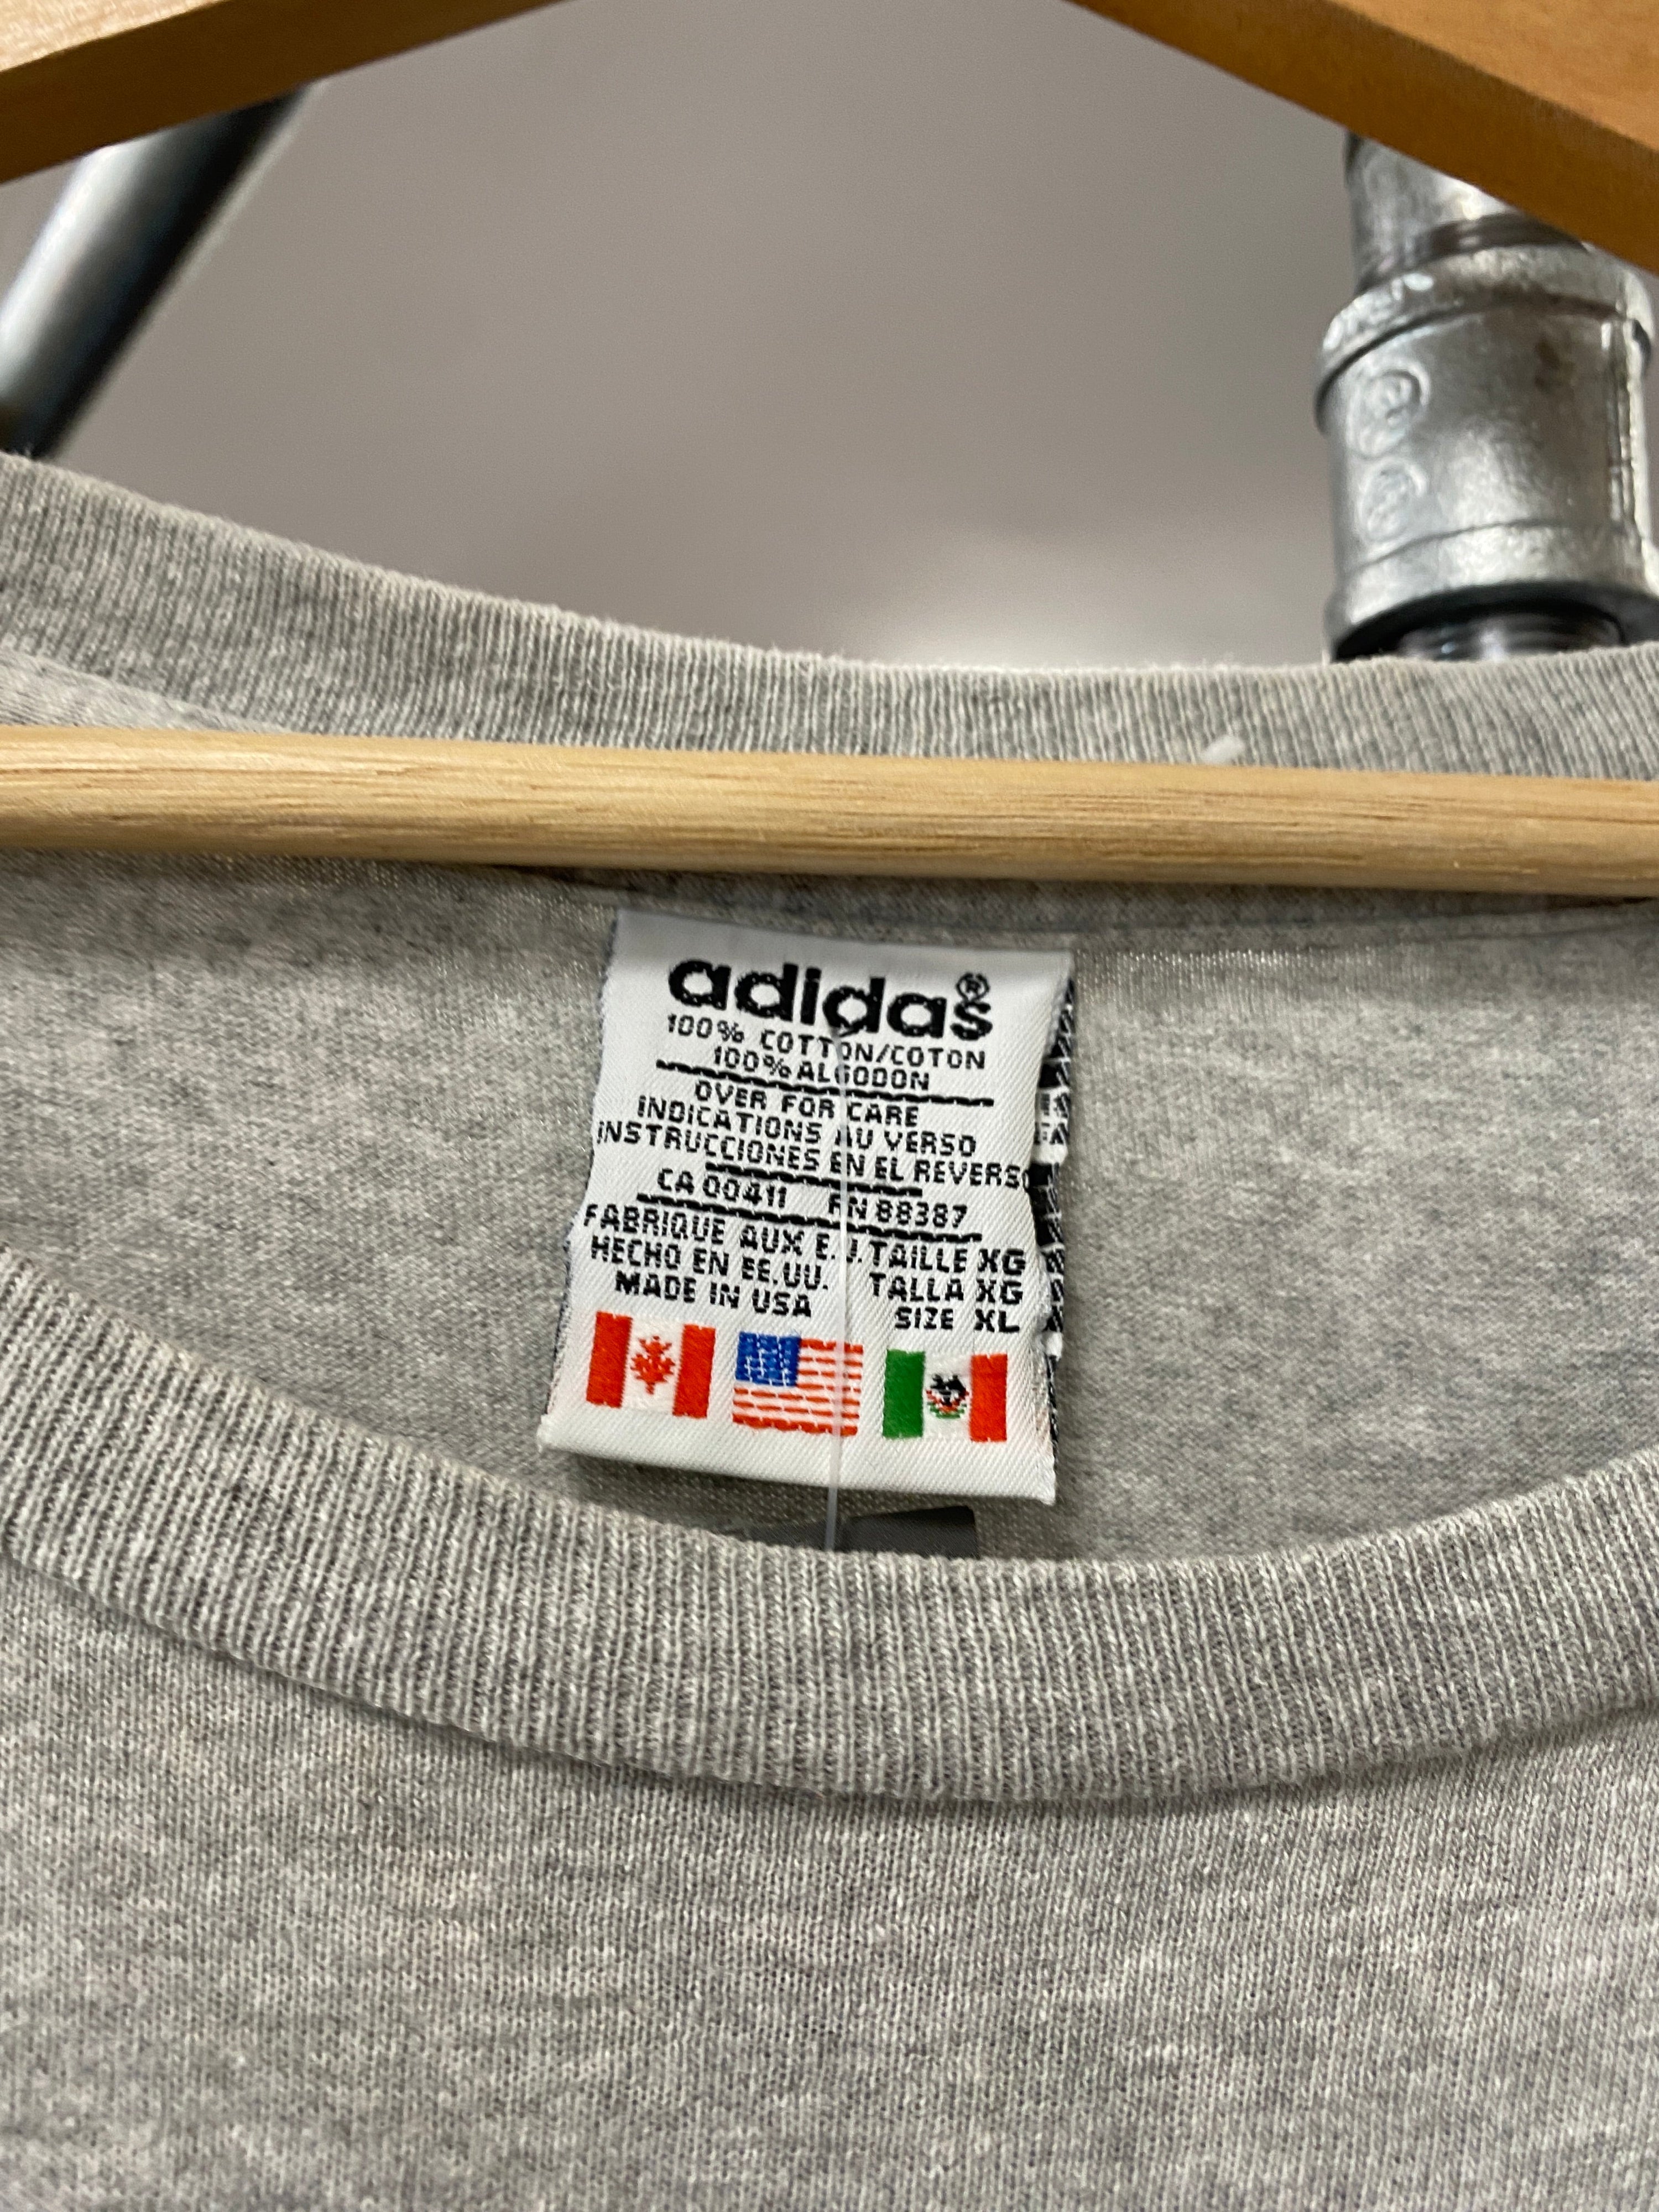 adidas®
100% COTTON/COTON
100% ALGODON
OVER FOR CARE
INDICATIONS AU VERSO
INSTRUCCIONES EN EL REVERSO
CA 00411 RN 88387
FABRIQUE AUX E.U. TAILLE XG
HECHO EN EE.UU. TALLA XG
MADE IN USA SIZE XL